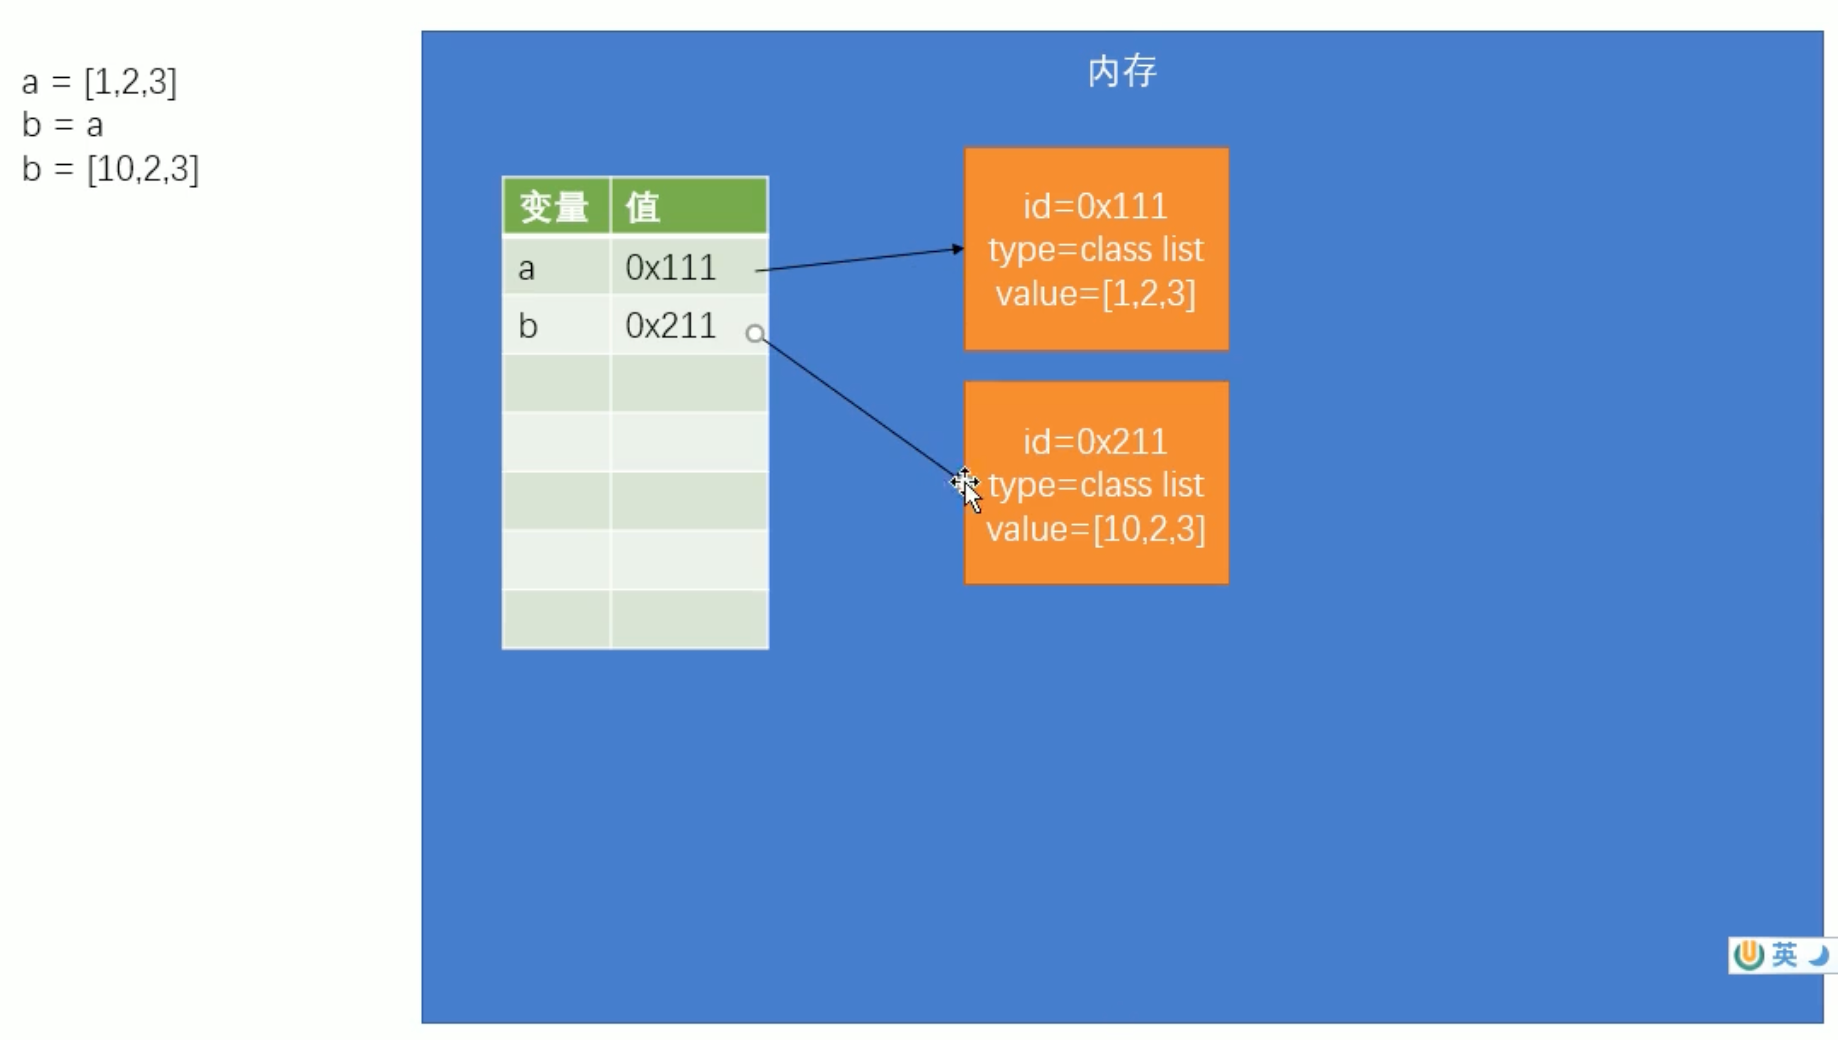 a = [1,2,3]
b = a
b = [10,2,3]
内存
变量 值
a 0x111
b 0x211
id=0x111
type=class list
value=[1,2,3]
id=0x211
type=class list
value=[10,2,3]
英